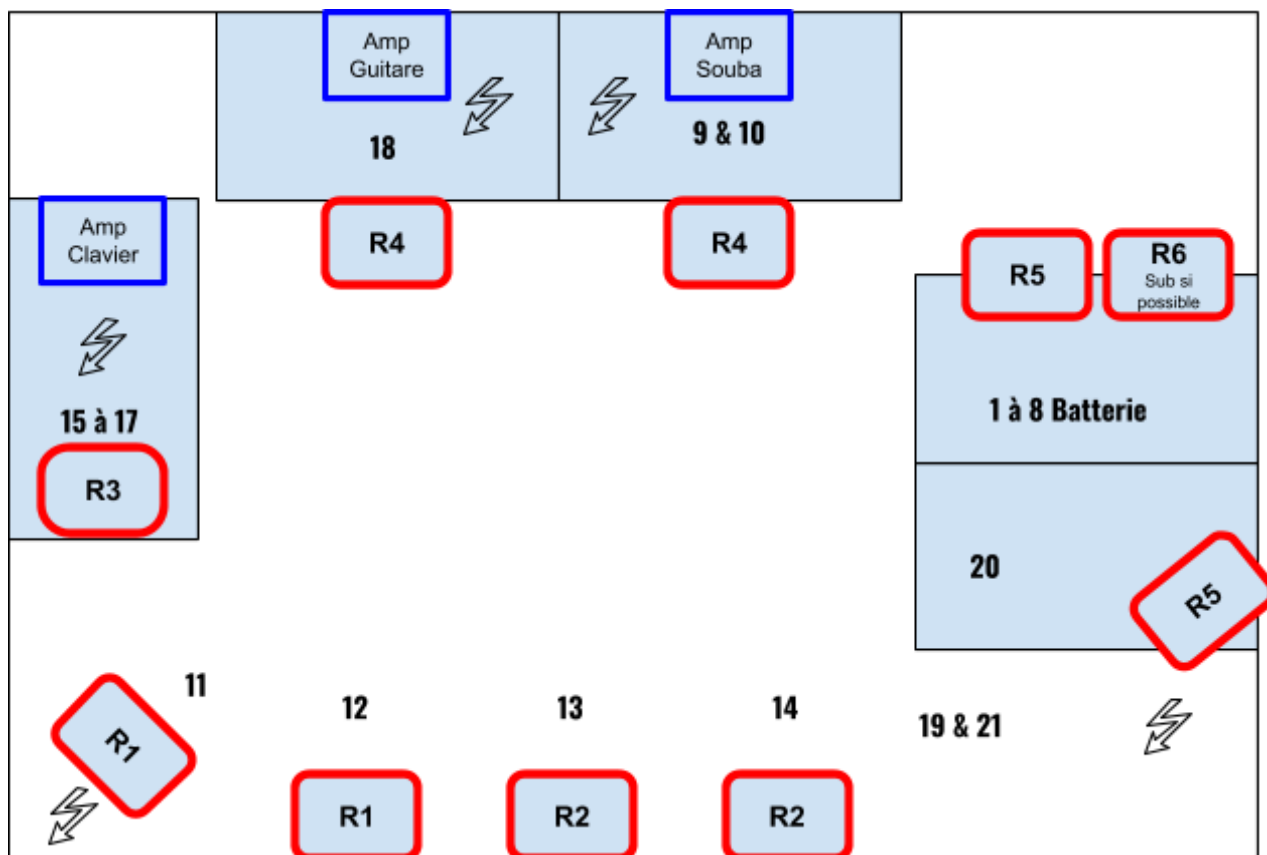 Amp
Guitare
Amp
Souba
18
9 & 10
Amp
Clavier
R4
R4
R5
R6
Sub si
possible
15 à 17
1 à 8 Batterie
R3
20
R5
11
12
13
14
19 & 21
R1
R1
R2
R2